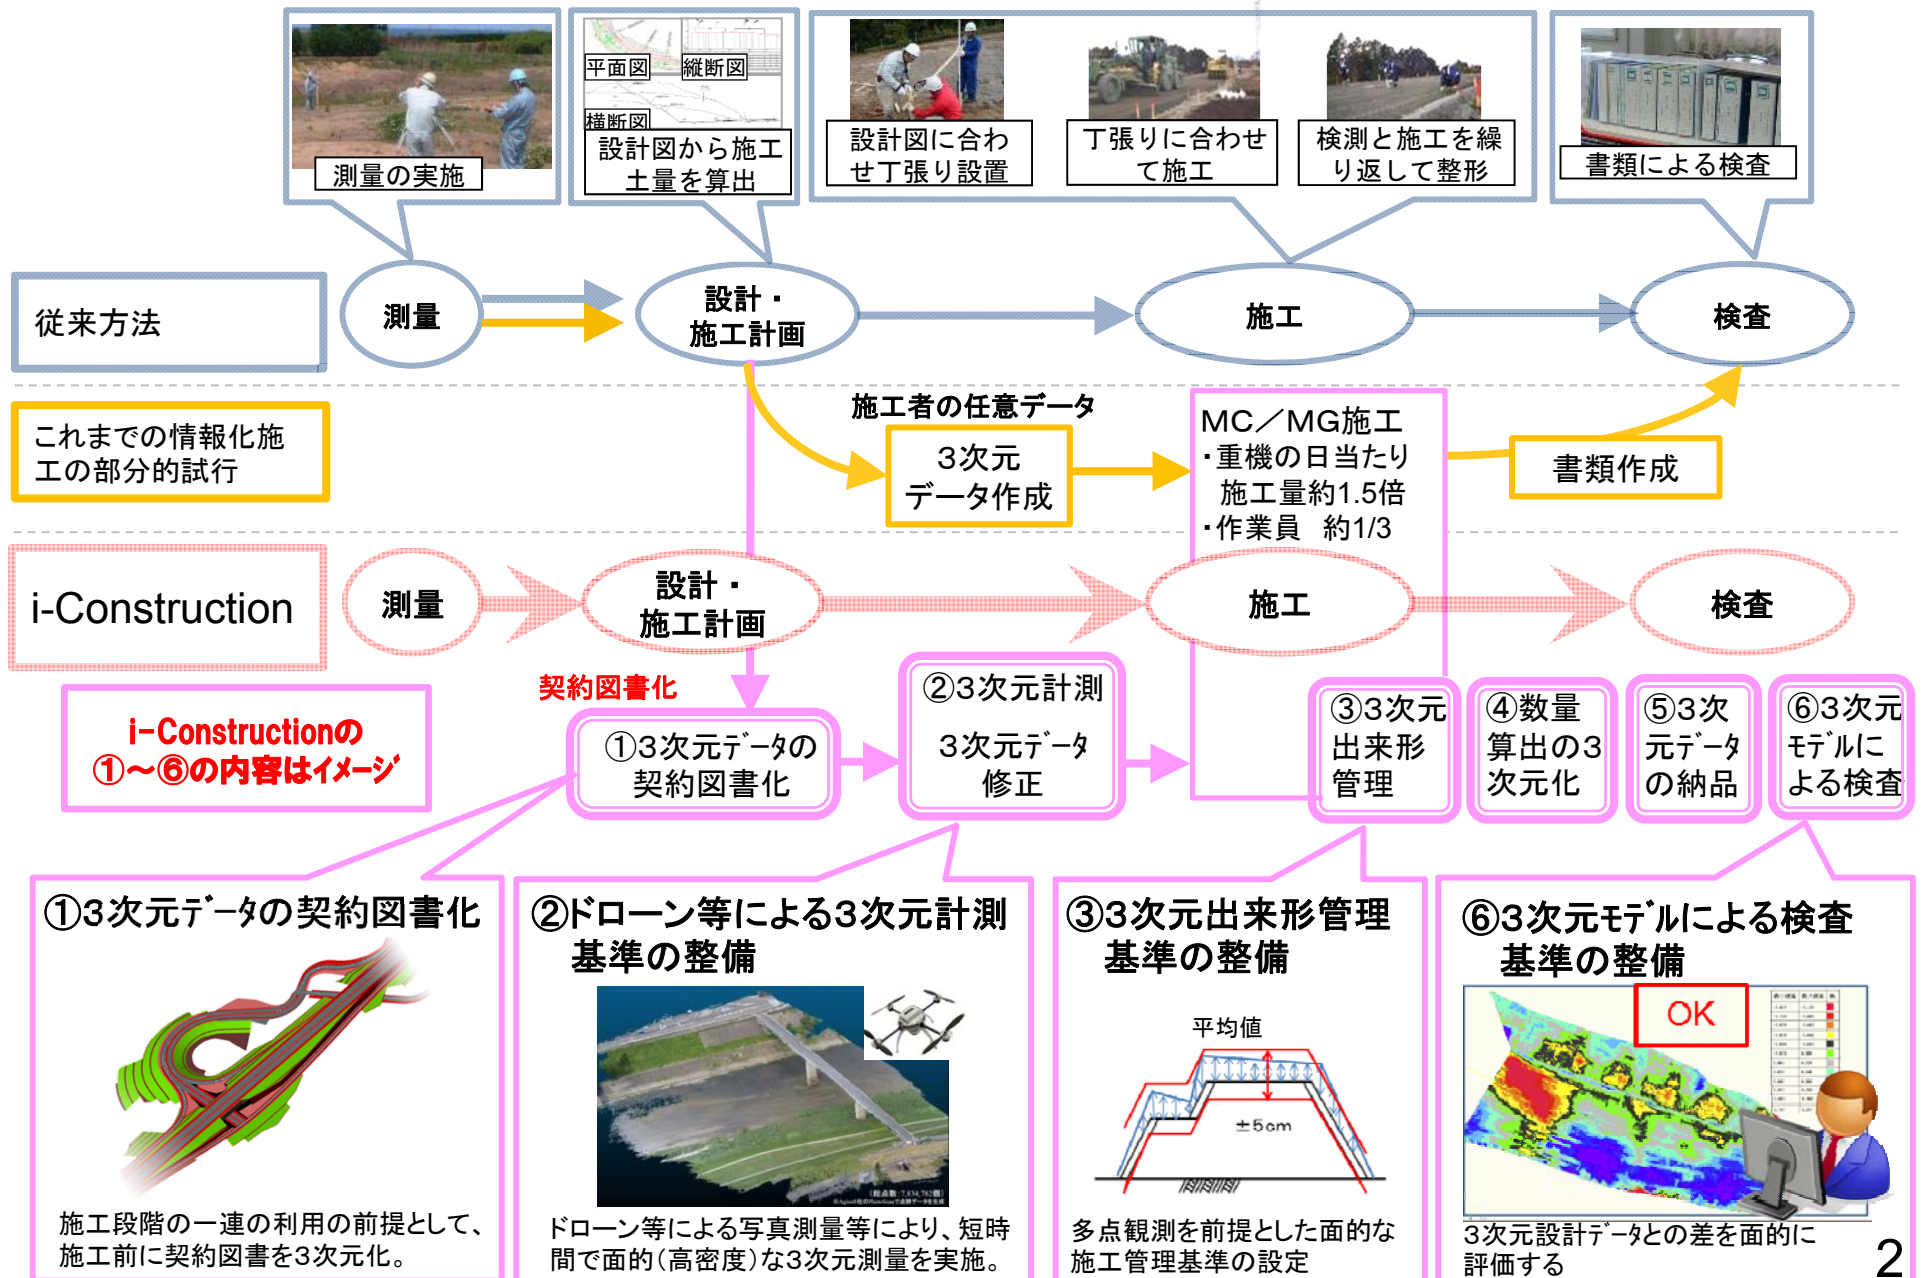 平面図
縦断図
横断図
測量の実施
設計図から施工
土量を算出
設計図に合わ
せ丁張り設置
丁張りに合わせ
て施工
検測と施工を繰
り返して整形
書類による検査
従来方法
測量
設計・
施工計画
施工
検査
これまでの情報化施
工の部分的試行
施工者の任意データ
3次元
データ作成
MC／MG施工
・重機の日当たり
施工量約1.5倍
・作業員　約1/3
書類作成
i-Construction
測量
設計・
施工計画
施工
検査
i-Constructionの
①～⑥の内容はイメージ
契約図書化
①3次元データの
契約図書化
②3次元計測
3次元データ
修正
③3次元
出来形
管理
④数量
算出の3
次元化
⑤3次
元データ
の納品
⑥3次元
モデルに
よる検査
①3次元データの契約図書化
施工段階の一連の利用の前提として、
施工前に契約図書を3次元化。
②ドローン等による3次元計測
基準の整備
(総点数：7,834,782個)
ドローン等による写真測量等により、短時
間で面的（高密度）な3次元測量を実施。
③3次元出来形管理
基準の整備
平均値
±5cm
多点観測を前提とした面的な
施工管理基準の設定
⑥3次元モデルによる検査
基準の整備
OK
3次元設計データとの差を面的に
評価する
2